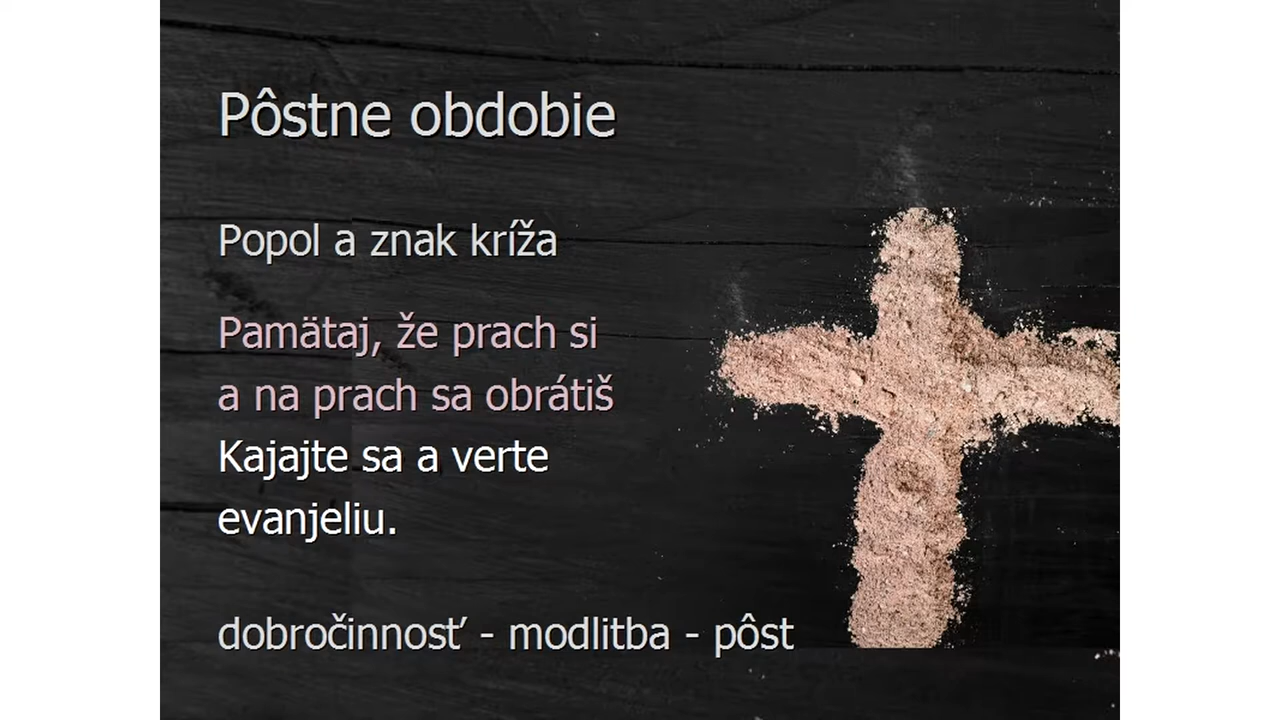 Pôstne obdobie
Popol a znak kríža
Pamätaj, že prach si
a na prach sa obrátiš
Kajajte sa a verte
evanjeliu.
dobročinnosť - modlitba - pôst